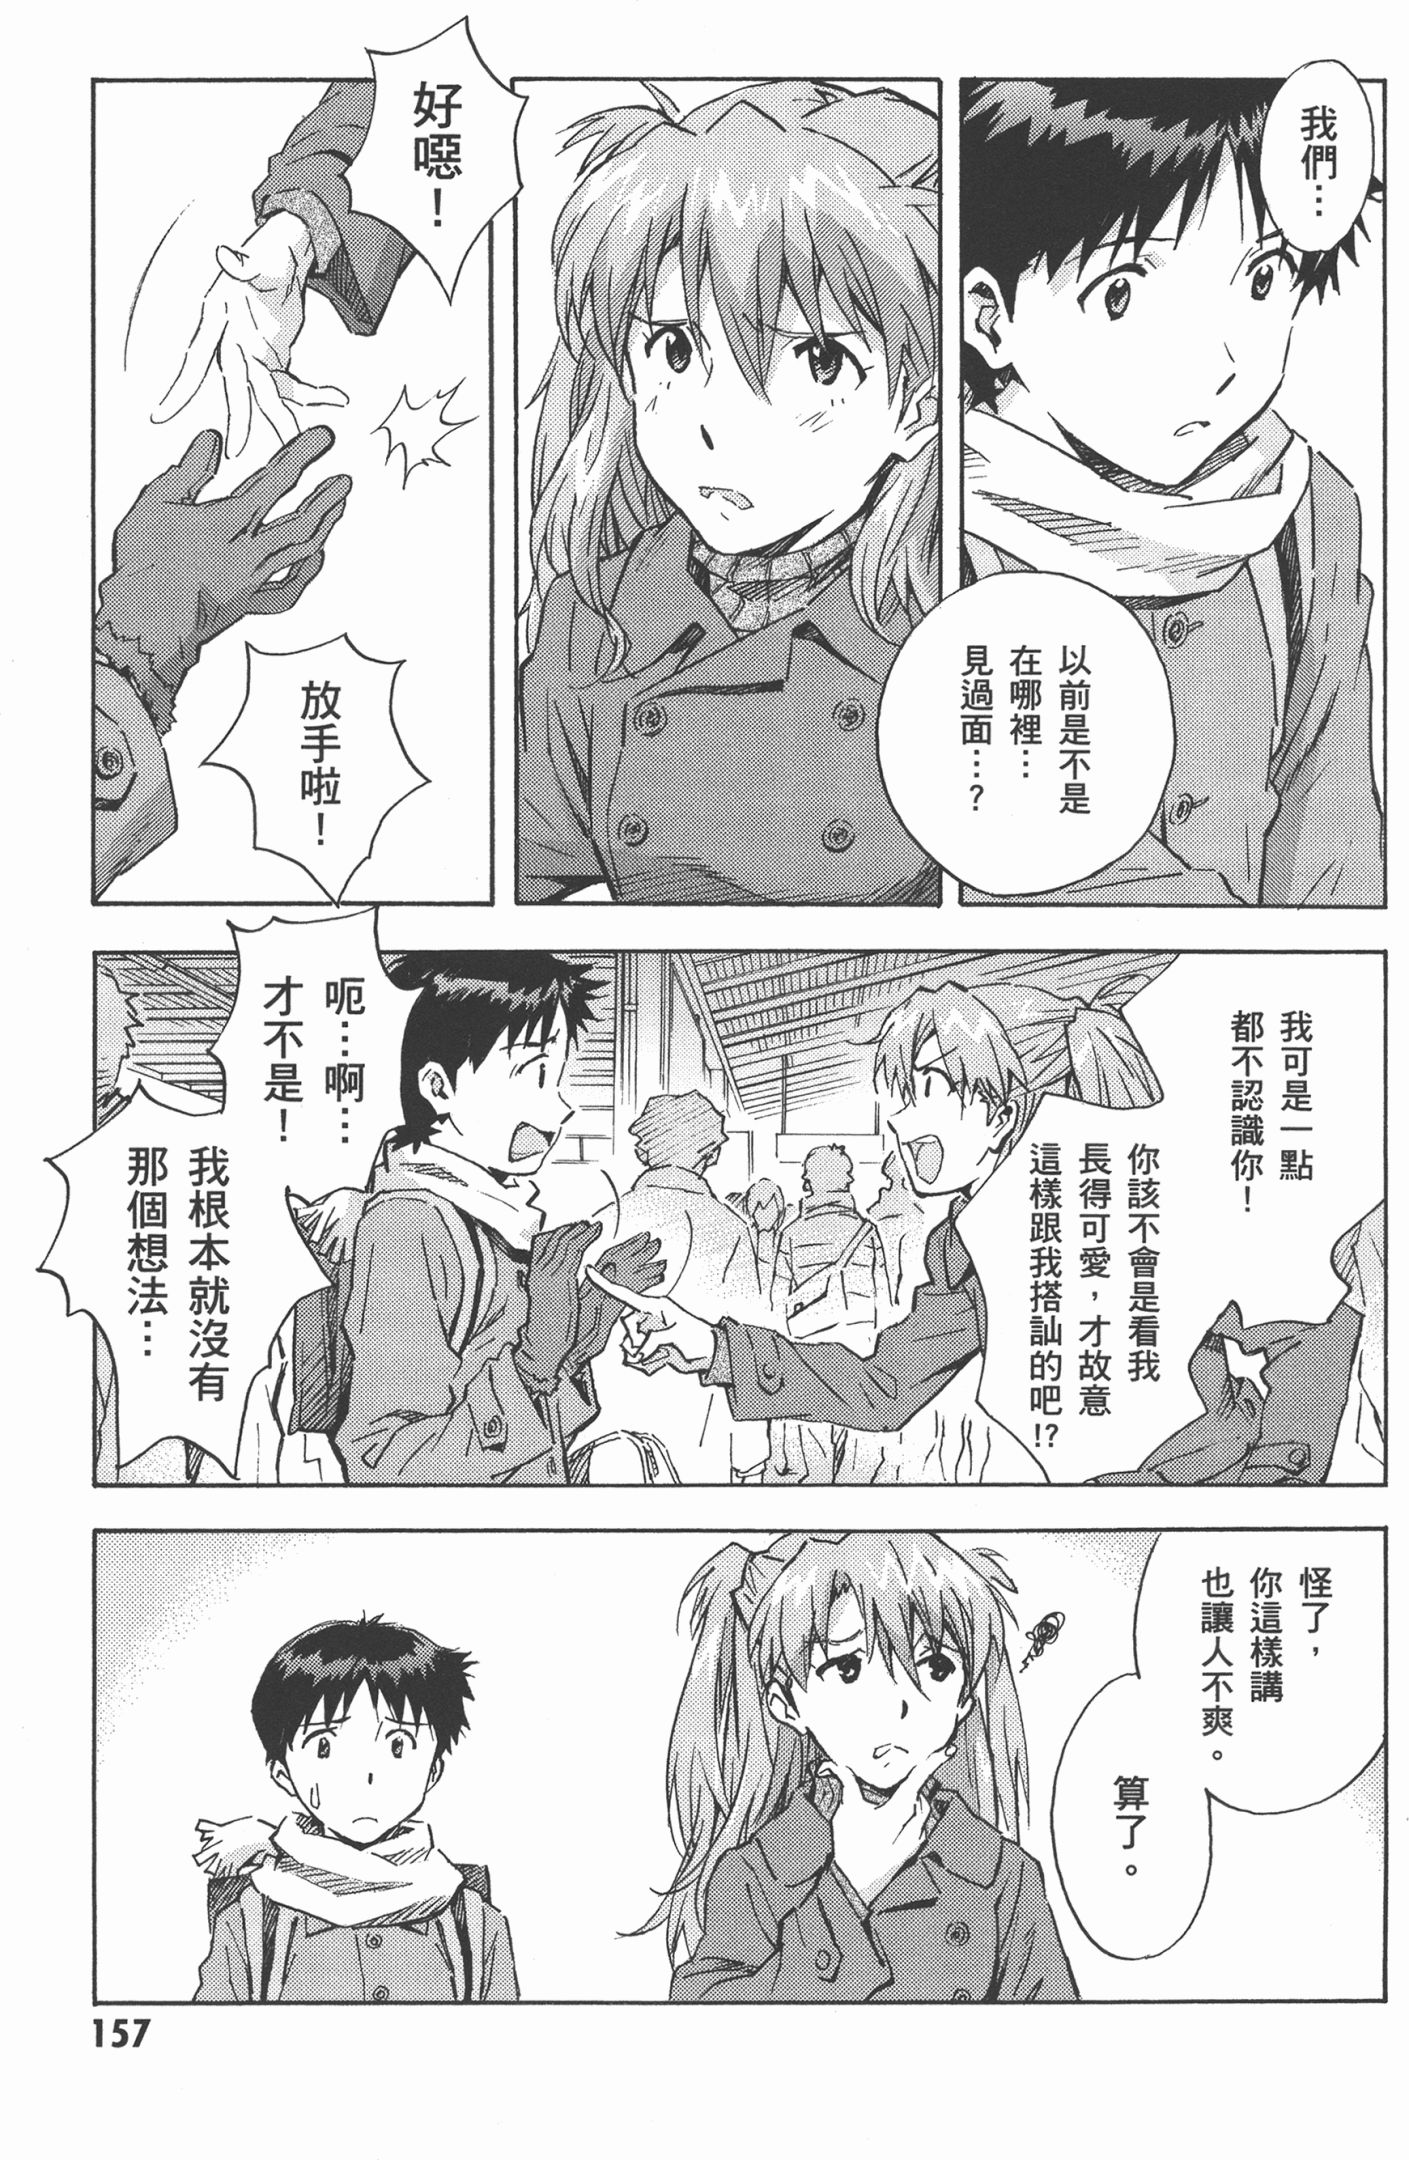 我們…
以前是不是
在哪裡…
見過面…?
好噁!
放手啦!
我可是一點
都不認識你!
你該不會是看我
長得可愛,才故意
這樣跟我搭訕的吧!?
呃…啊…
才不是!
我根本就沒有
那個想法…
怪了,
你這樣講
也讓人不爽。
算了。
157